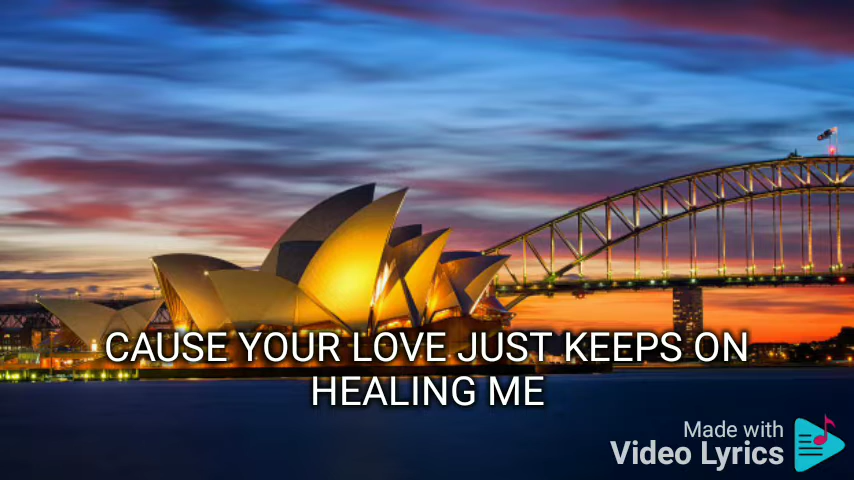 CAUSE YOUR LOVE JUST KEEPS ON
HEALING ME
Made with
Video Lyrics